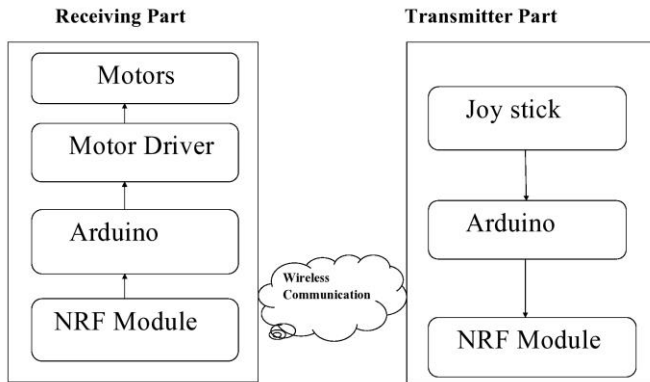 Receiving Part
Transmitter Part
Motors
Motor Driver
Arduino
NRF Module
Wireless
Communication
Joy stick
Arduino
NRF Module